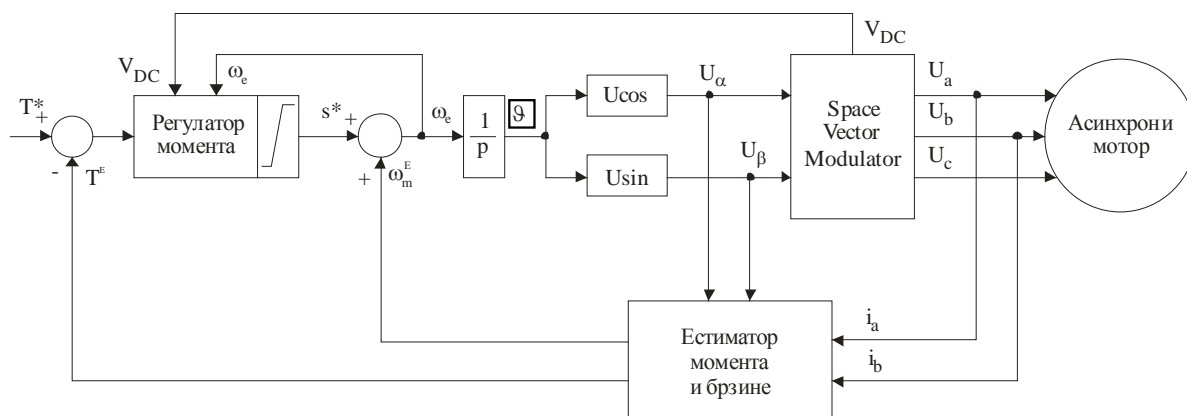 V_DC
V_DC
ω_e
T*
+
-
T^E
Регулатор
момента
s*
+
+
ω_m^E
ω_e
1
p
ϑ
Ucos
Usin
U_α
U_β
Space
Vector
Modulator
U_a
U_b
U_c
Асинхрони
мотор
Естиматор
момента
и брзине
i_a
i_b